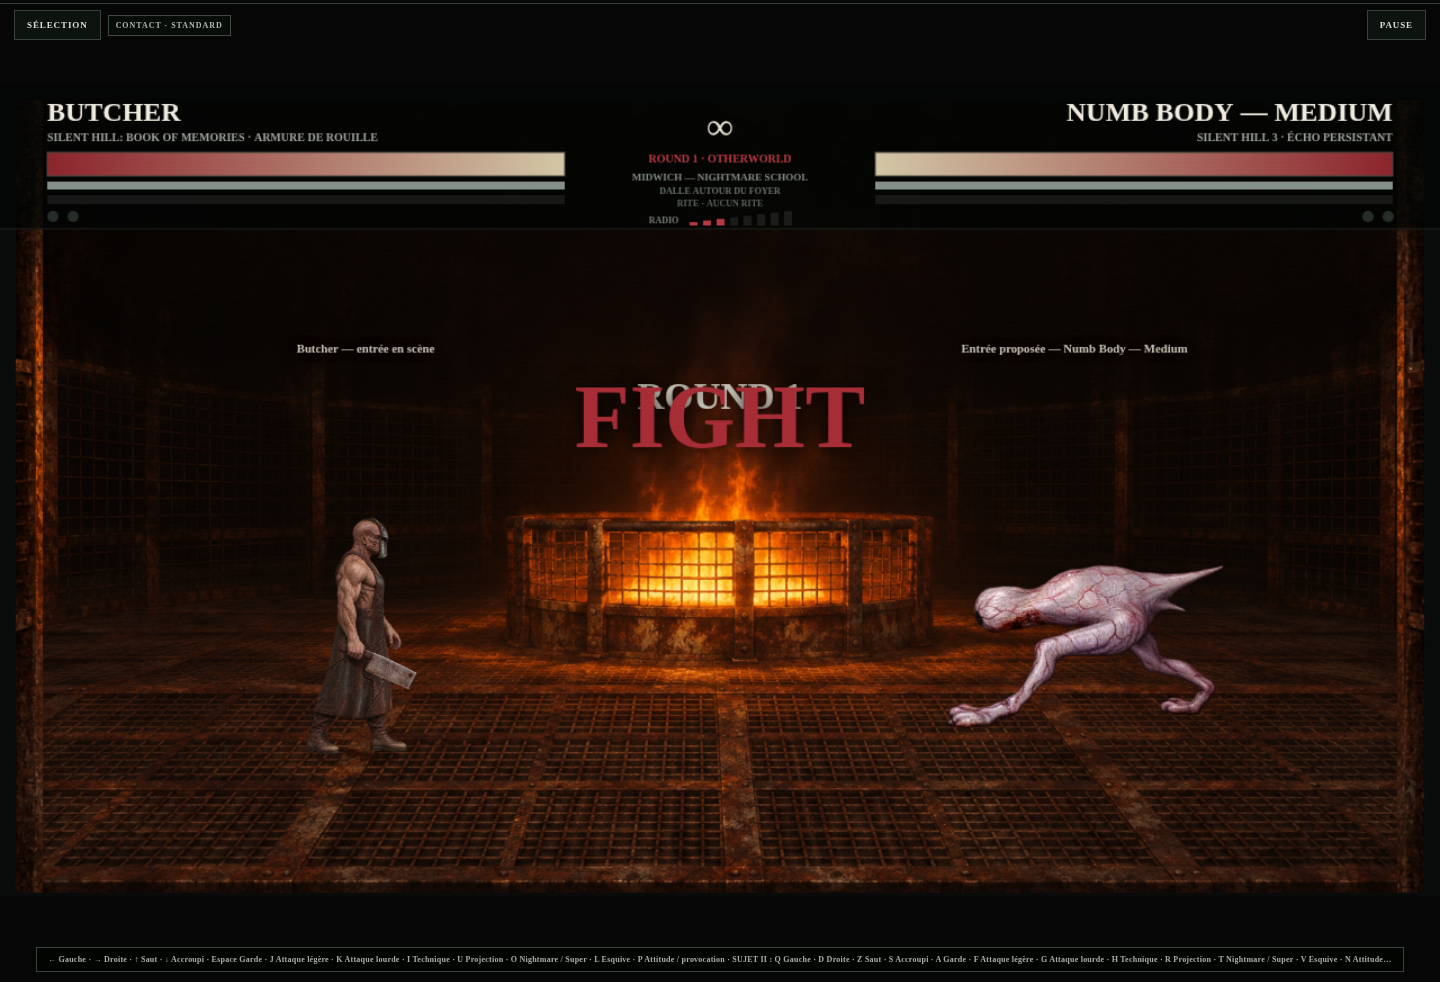 SÉLECTION
CONTACT · STANDARD
PAUSE
BUTCHER
SILENT HILL: BOOK OF MEMORIES · ARMURE DE ROUILLE
∞
ROUND 1 · OTHERWORLD
MIDWICH — NIGHTMARE SCHOOL
DALLE AUTOUR DU FOYER
RITE · AUCUN RITE
RADIO
NUMB BODY — MEDIUM
SILENT HILL 3 · ÉCHO PERSISTANT
Butcher — entrée en scène
Entrée proposée — Numb Body — Medium
ROUND 1
FIGHT
← Gauche · → Droite · ↑ Saut · ↓ Accroupi · Espace Garde · J Attaque légère · K Attaque lourde · I Technique · U Projection · O Nightmare / Super · L Esquive · P Attitude / provocation · SUJET II : Q Gauche · D Droite · Z Saut · S Accroupi · A Garde · F Attaque légère · G Attaque lourde · H Technique · R Projection · T Nightmare / Super · V Esquive · N Attitude…